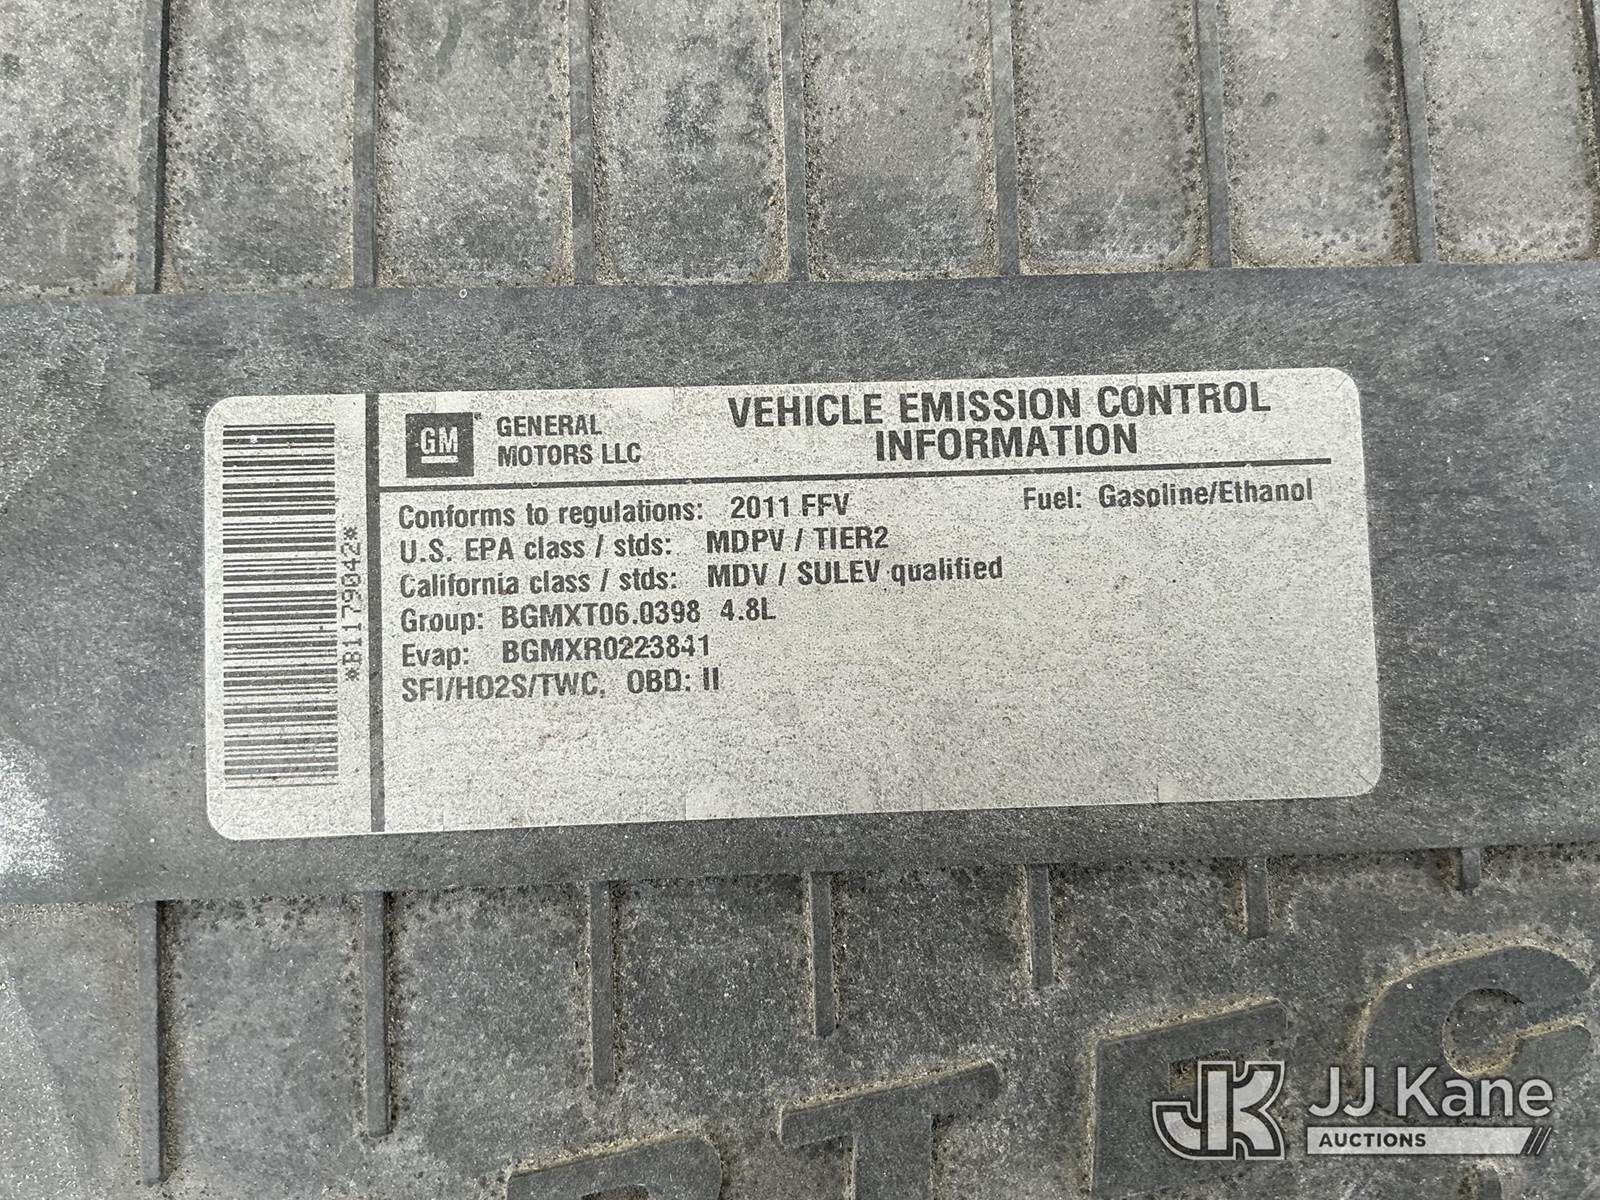 GM
GENERAL
MOTORS LLC
VEHICLE EMISSION CONTROL
INFORMATION
Conforms to regulations: 2011 FFV Fuel: Gasoline/Ethanol
U.S. EPA class / stds: MDPV / TIER2
California class / stds: MDV / SULEV qualified
Group: BGMXT06.0398 4.8L
Evap: BGMXR0223841
SFI/HO2S/TWC, OBD: II
*B1179042*
JK JJ Kane
AUCTIONS